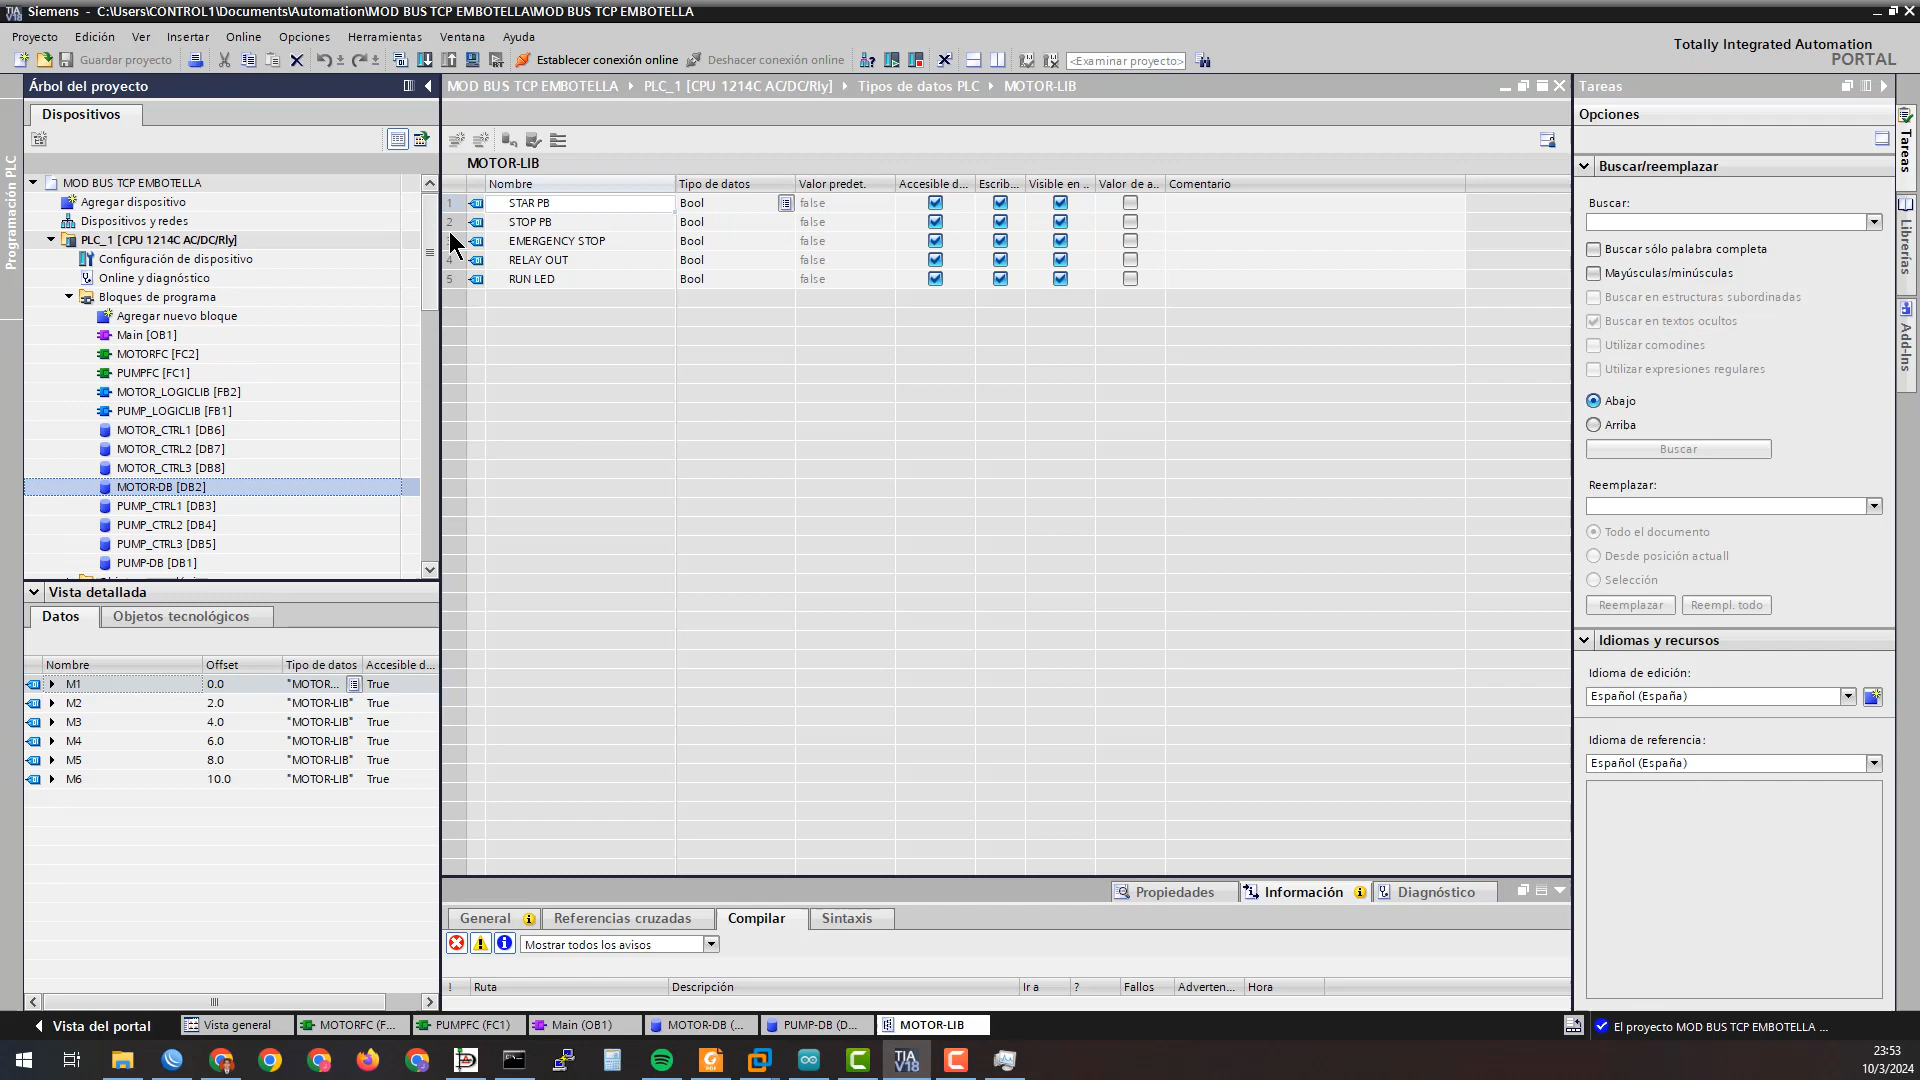 Siemens - C:\Users\CONTROL1\Documents\Automation\MOD BUS TCP EMBOTELLA\MOD BUS TCP EMBOTELLA
Proyecto Edición Ver Insertar Online Opciones Herramientas Ventana Ayuda
Totally Integrated Automation
PORTAL
Guardar proyecto
Establecer conexión online
Deshacer conexión online
<Examinar proyecto>
Árbol del proyecto
MOD BUS TCP EMBOTELLA PLC_1 [CPU 1214C AC/DC/Rly] Tipos de datos PLC MOTOR-LIB
Tareas
Dispositivos
Programación PLC
MOD BUS TCP EMBOTELLA
Agregar dispositivo
Dispositivos y redes
PLC_1 [CPU 1214C AC/DC/Rly]
Configuración de dispositivo
Online y diagnóstico
Bloques de programa
Agregar nuevo bloque
Main [OB1]
MOTORFC [FC2]
PUMPFC [FC1]
MOTOR_LOGICLIB [FB2]
PUMP_LOGICLIB [FB1]
MOTOR_CTRL1 [DB6]
MOTOR_CTRL2 [DB7]
MOTOR_CTRL3 [DB8]
MOTOR-DB [DB2]
PUMP_CTRL1 [DB3]
PUMP_CTRL2 [DB4]
PUMP_CTRL3 [DB5]
PUMP-DB [DB1]
Vista detallada
Datos Objetos tecnológicos
Nombre Offset Tipo de datos Accesible d...
M1 0.0 "MOTOR... True
M2 2.0 "MOTOR-LIB" True
M3 4.0 "MOTOR-LIB" True
M4 6.0 "MOTOR-LIB" True
M5 8.0 "MOTOR-LIB" True
M6 10.0 "MOTOR-LIB" True
MOTOR-LIB
Nombre Tipo de datos Valor predet. Accesible d... Escrib... Visible en .. Valor de a.. Comentario
1 STAR PB Bool false
2 STOP PB Bool false
EMERGENCY STOP Bool false
4 RELAY OUT Bool false
5 RUN LED Bool false
Propiedades Información Diagnóstico
General Referencias cruzadas Compilar Sintaxis
Mostrar todos los avisos
! Ruta Descripción Ir a ? Fallos Adverten... Hora
Opciones
Buscar/reemplazar
Buscar:
Buscar sólo palabra completa
Mayúsculas/minúsculas
Buscar en estructuras subordinadas
Buscar en textos ocultos
Utilizar comodines
Utilizar expresiones regulares
Abajo
Arriba
Buscar
Reemplazar:
Todo el documento
Desde posición actuall
Selección
Reemplazar Reempl. todo
Idiomas y recursos
Idioma de edición:
Español (España)
Idioma de referencia:
Español (España)
Tareas
Librerías
Add-Ins
Vista del portal Vista general MOTORFC (F... PUMPFC (FC1) Main (OB1) MOTOR-DB (... PUMP-DB (D... MOTOR-LIB
El proyecto MOD BUS TCP EMBOTELLA ...
TIA
V18
23:53
10/3/2024